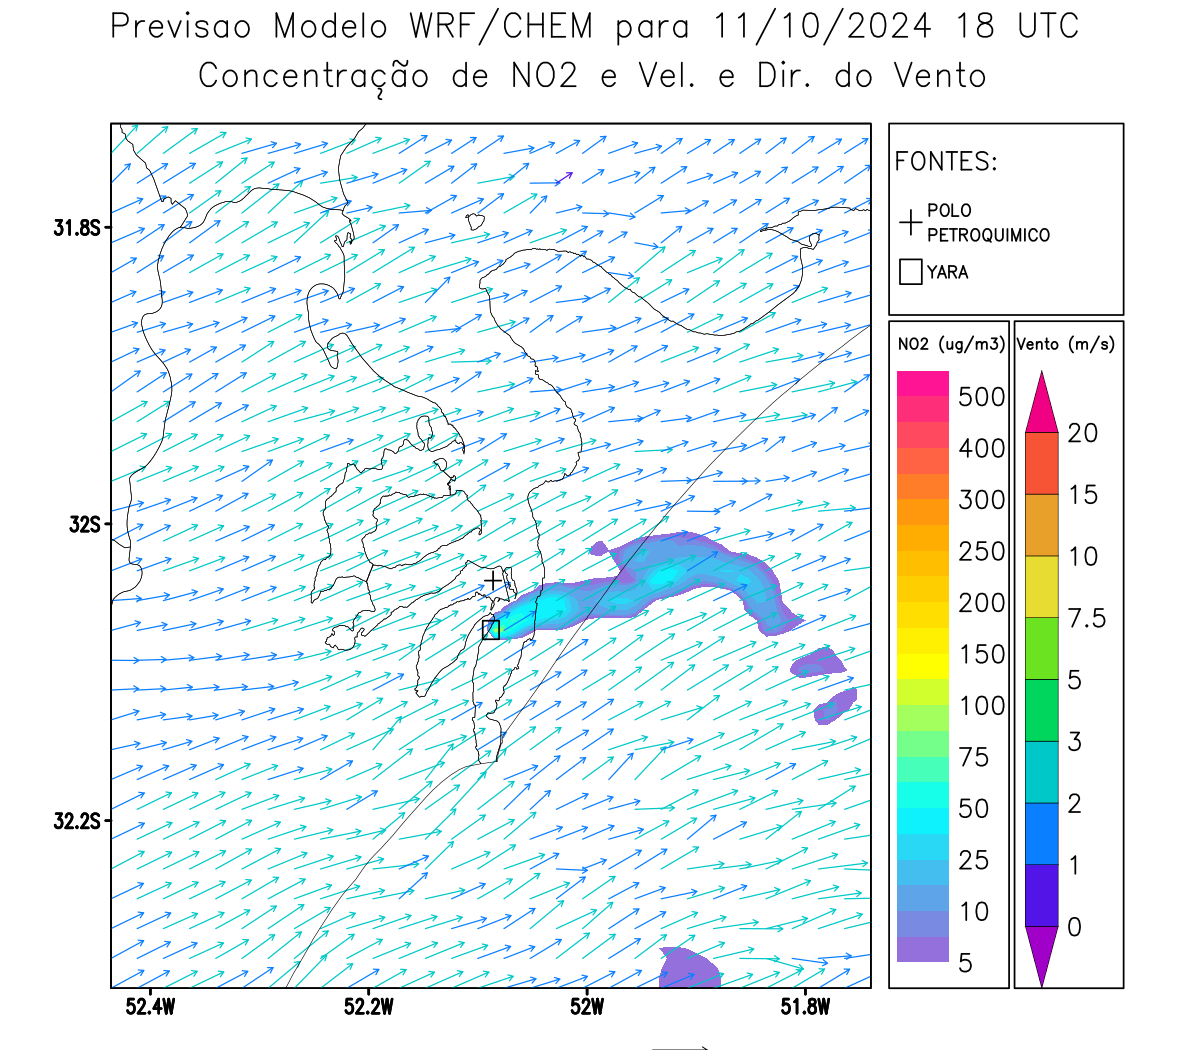 Previsao Modelo WRF/CHEM para 11/10/2024 18 UTC
Concentração de NO2 e Vel. e Dir. do Vento
FONTES:
POLO
PETROQUIMICO
YARA
NO2 (ug/m3)
500
400
300
250
200
150
100
75
50
25
10
5
Vento (m/s)
20
15
10
7.5
5
3
2
1
0
31.8S
32S
32.2S
52.4W
52.2W
52W
51.8W